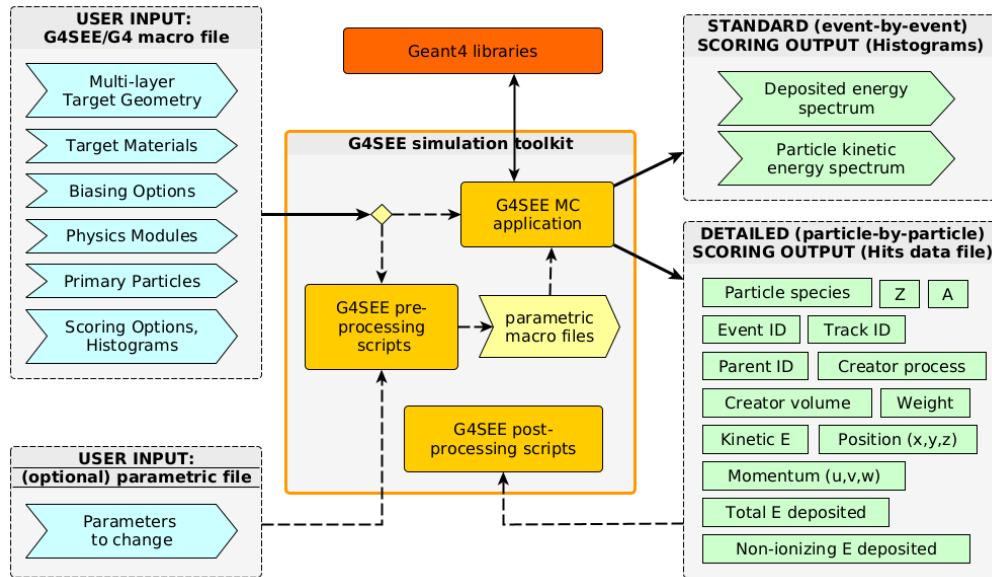 USER INPUT:
G4SEE/G4 macro file
Multi-layer
Target Geometry
Target Materials
Biasing Options
Physics Modules
Primary Particles
Scoring Options,
Histograms
USER INPUT:
(optional) parametric file
Parameters
to change
Geant4 libraries
G4SEE simulation toolkit
G4SEE MC
application
G4SEE pre-
processing
scripts
parametric
macro files
G4SEE post-
processing scripts
STANDARD (event-by-event)
SCORING OUTPUT (Histograms)
Deposited energy
spectrum
Particle kinetic
energy spectrum
DETAILED (particle-by-particle)
SCORING OUTPUT (Hits data file)
Particle species Z A
Event ID Track ID
Parent ID Creator process
Creator volume Weight
Kinetic E Position (x,y,z)
Momentum (u,v,w)
Total E deposited
Non-ionizing E deposited